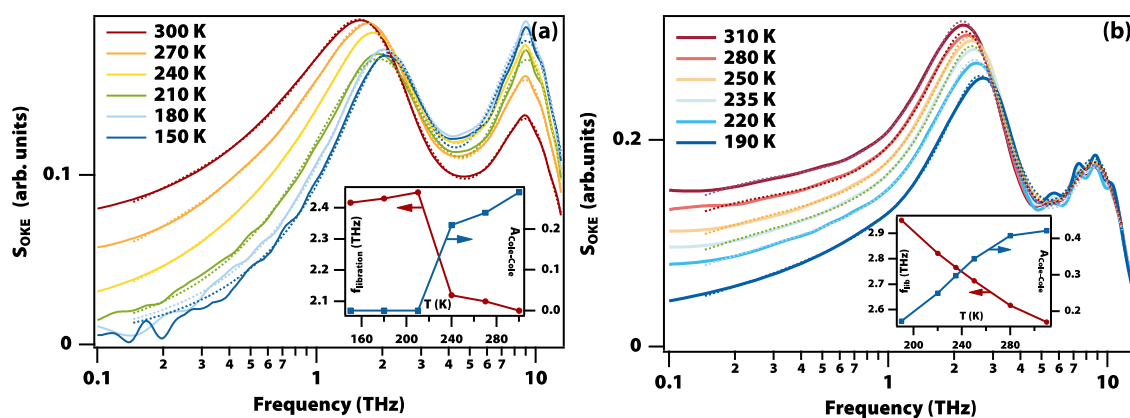 (a)
300 K
270 K
240 K
210 K
180 K
150 K
S_OKE (arb. units)
0.1
0
2.4
2.3
2.2
2.1
f_libration (THz)
A_Cole-Cole
0.2
0.1
0.0
T (K)
160 200 240 280
0.1 2 3 4 5 6 7 1 2 3 4 5 6 7 10
Frequency (THz)
(b)
310 K
280 K
250 K
235 K
220 K
190 K
S_OKE (arb.units)
0.2
0
2.9
2.8
2.7
2.6
f_lib (THz)
A_Cole-Cole
0.4
0.3
0.2
T (K)
200 240 280
0.1 2 3 4 5 6 7 1 2 3 4 5 6 7 10
Frequency (THz)